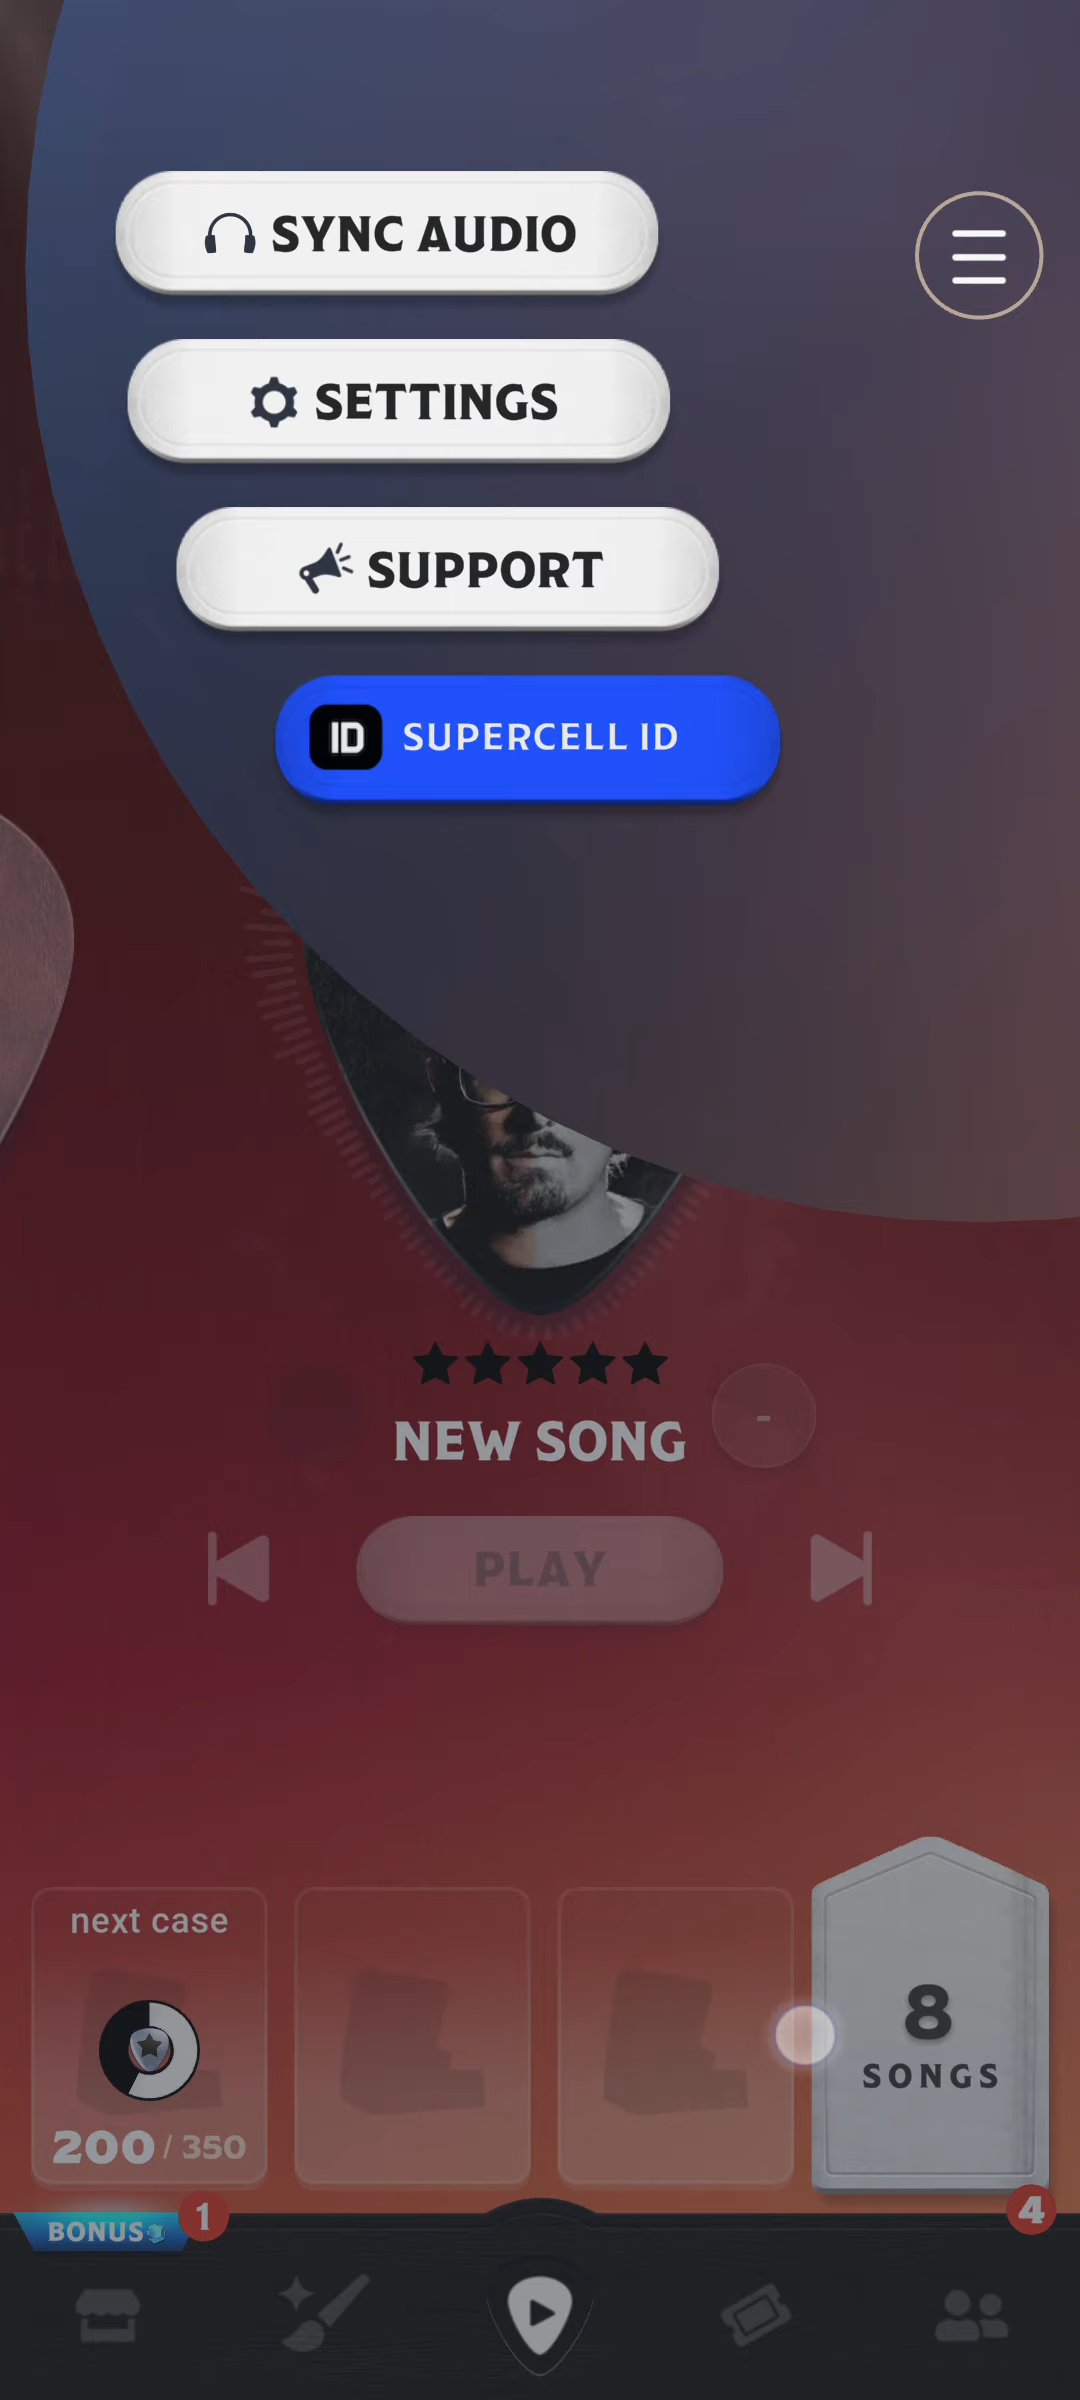 SYNC AUDIO
SETTINGS
SUPPORT
ID SUPERCELL ID
NEW SONG
-
PLAY
next case
200 / 350
8
SONGS
BONUS
1
4